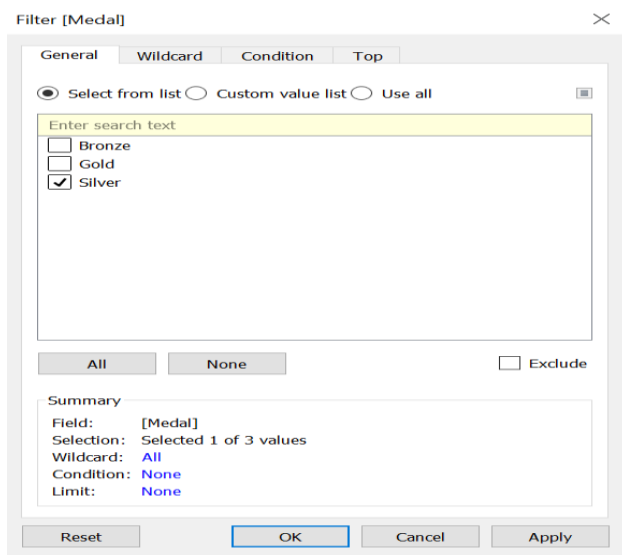 Filter [Medal]
General Wildcard Condition Top
Select from list Custom value list Use all
Enter search text
Bronze
Gold
Silver
All None Exclude
Summary
Field: [Medal]
Selection: Selected 1 of 3 values
Wildcard: All
Condition: None
Limit: None
Reset OK Cancel Apply